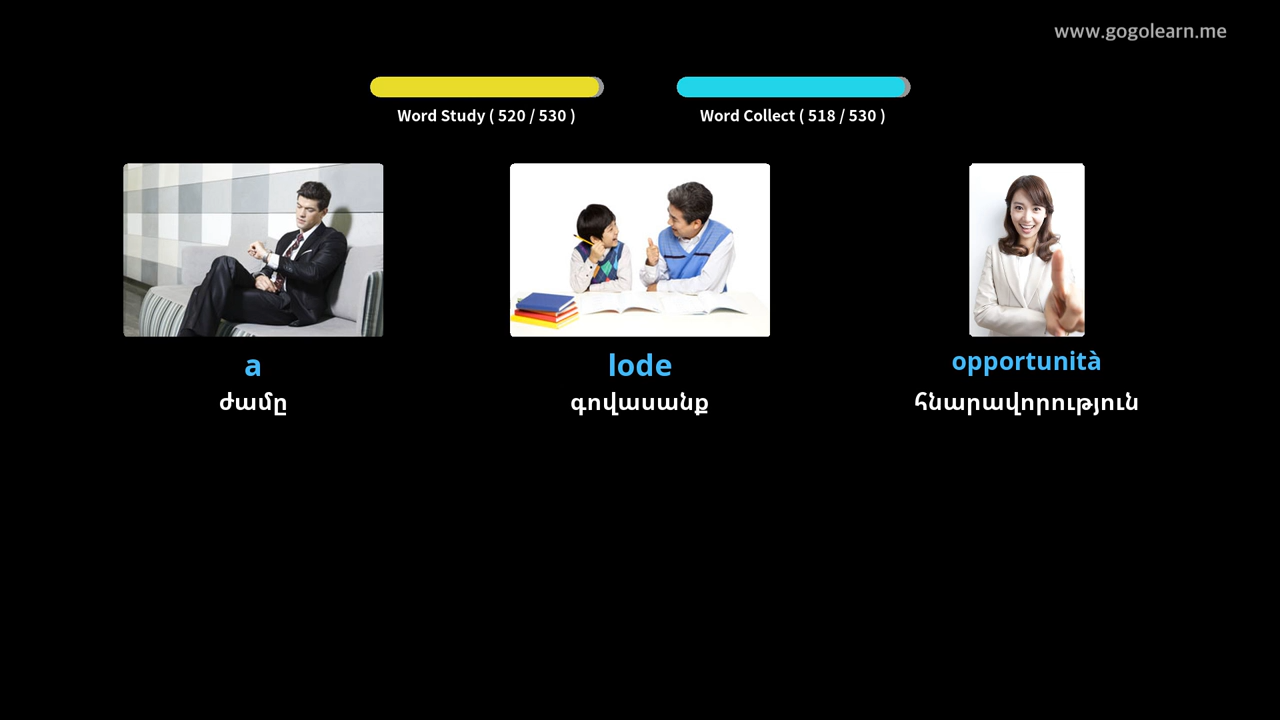 www.gogolearn.me
Word Study ( 520 / 530 )
Word Collect ( 518 / 530 )
a
lode
opportunità
ժամը
գովասանք
հնարավորություն